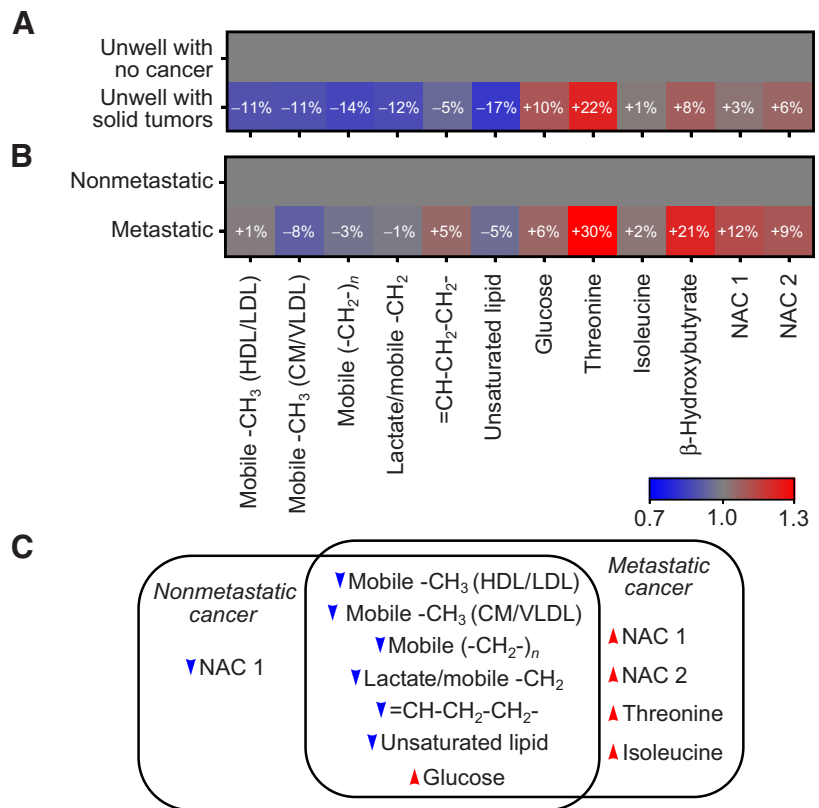 A
Unwell with
no cancer
Unwell with
solid tumors
–11% –11% –14% –12% –5% –17% +10% +22% +1% +8% +3% +6%
B
Nonmetastatic
Metastatic
+1% –8% –3% –1% +5% –5% +6% +30% +2% +21% +12% +9%
Mobile -CH₃ (HDL/LDL)
Mobile -CH₃ (CM/VLDL)
Mobile (-CH₂-)ₙ
Lactate/mobile -CH₂
=CH-CH₂-CH₂-
Unsaturated lipid
Glucose
Threonine
Isoleucine
β-Hydroxybutyrate
NAC 1
NAC 2
0.7 1.0 1.3
C
Nonmetastatic
cancer
▼NAC 1
▼Mobile -CH₃ (HDL/LDL)
▼Mobile -CH₃ (CM/VLDL)
▼Mobile (-CH₂-)ₙ
▼Lactate/mobile -CH₂
▼=CH-CH₂-CH₂-
▼Unsaturated lipid
▲Glucose
Metastatic
cancer
▲NAC 1
▲NAC 2
▲Threonine
▲Isoleucine